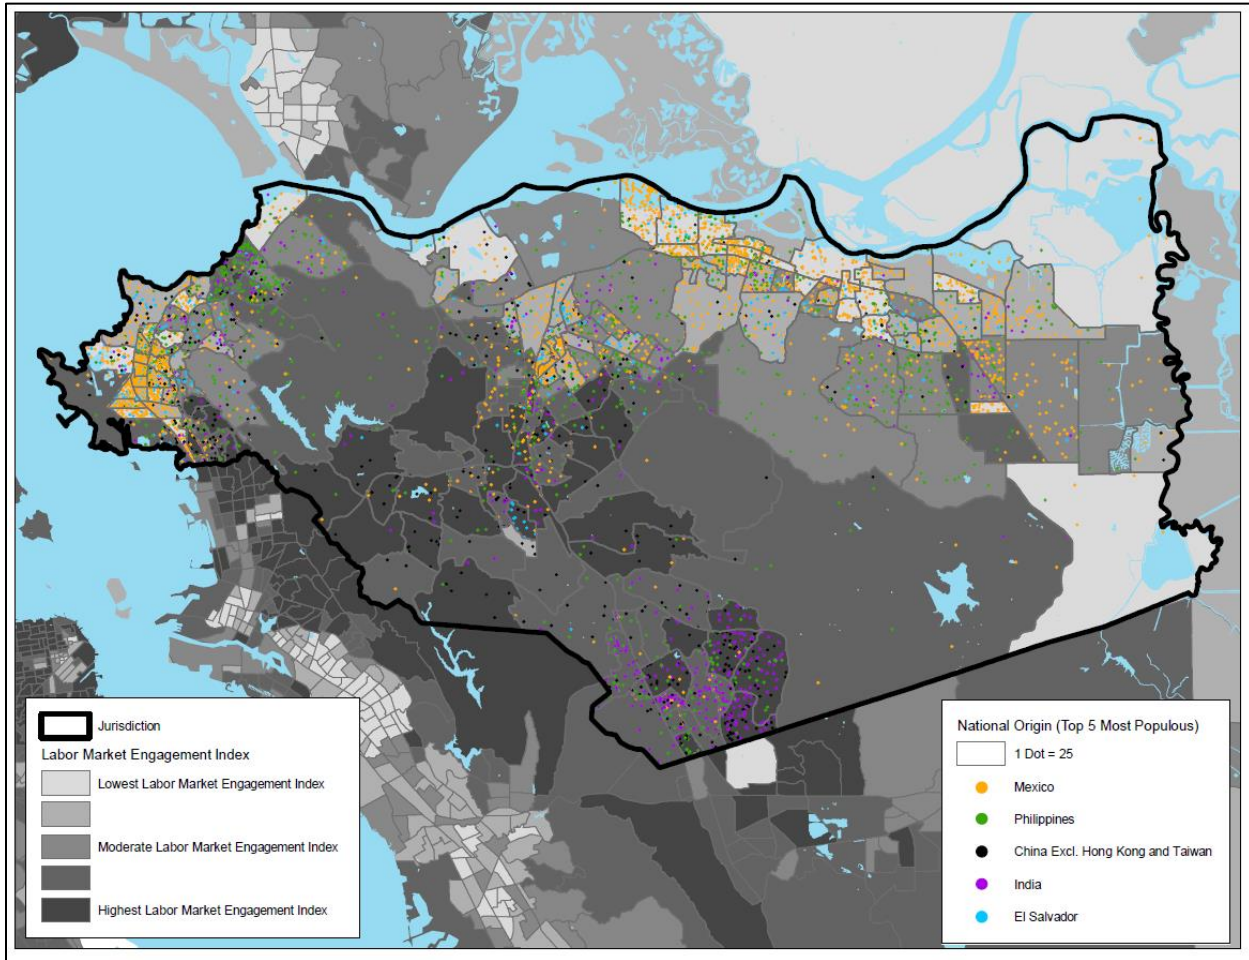 Jurisdiction
Labor Market Engagement Index
Lowest Labor Market Engagement Index
Moderate Labor Market Engagement Index
Highest Labor Market Engagement Index
National Origin (Top 5 Most Populous)
1 Dot = 25
Mexico
Philippines
China Excl. Hong Kong and Taiwan
India
El Salvador